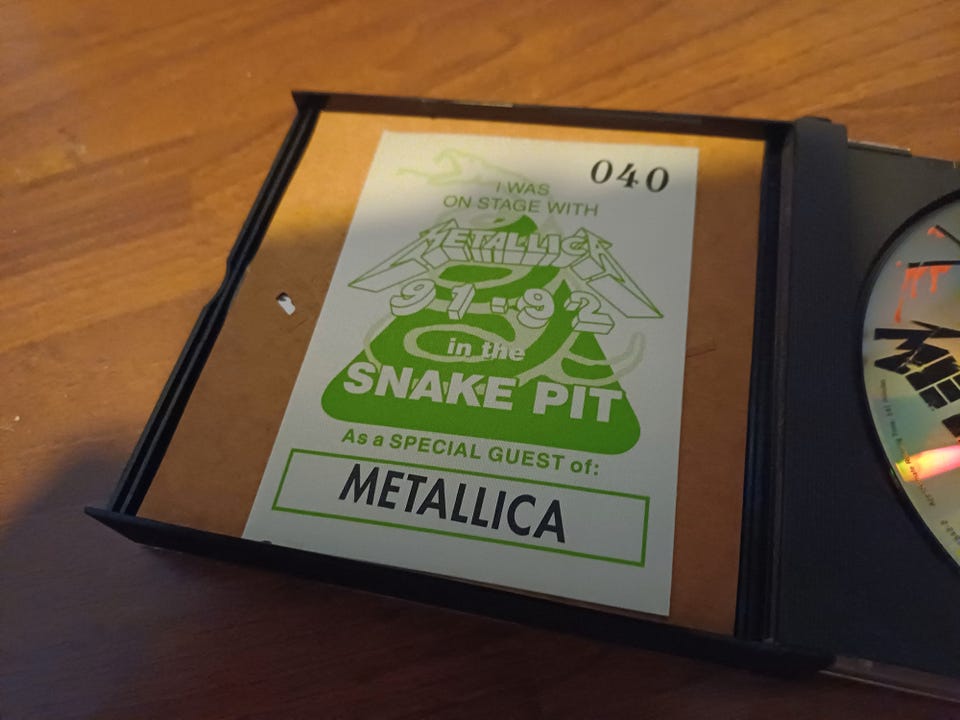 040
I WAS
ON STAGE WITH
METALLICA
91-92
in the
SNAKE PIT
As a SPECIAL GUEST of:
METALLICA